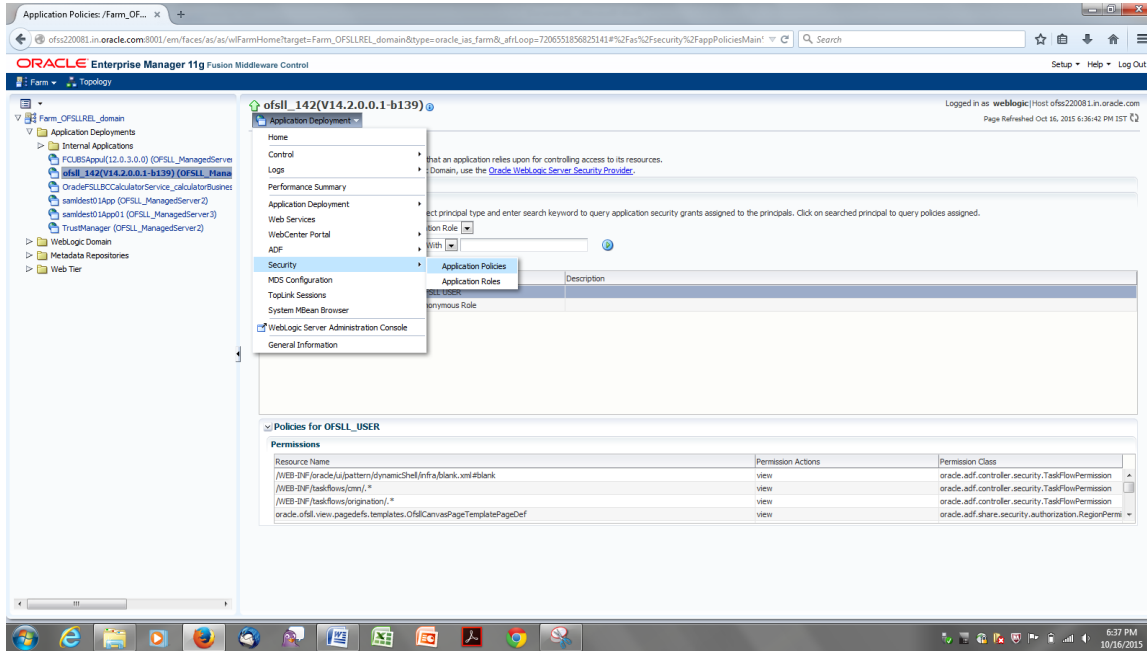 Application Policies: /Farm_OF...
ofss220081.in.oracle.com:8001/em/faces/as/as/wlFarmHome?target=Farm_OFSLLREL_domain&type=oracle_ias_farm&_afrLoop=7206551856825141#%2Fas%2Fsecurity%2FappPoliciesMain'
Search
ORACLE Enterprise Manager 11g Fusion Middleware Control
Setup Help Log Out
Farm Topology
ofsll_142(V14.2.0.0.1-b139)
Logged in as weblogic|Host ofss220081.in.oracle.com
Application Deployment
Page Refreshed Oct 16, 2015 6:36:42 PM IST
Farm_OFSLLREL_domain
Application Deployments
Internal Applications
FCUBSAppul(12.0.3.0.0) (OFSLL_ManagedServer
ofsll_142(V14.2.0.0.1-b139) (OFSLL_Mana
OracleFSLLBCCalculatorService_calculatorBusines
samldest01App (OFSLL_ManagedServer2)
samldest01App01 (OFSLL_ManagedServer3)
TrustManager (OFSLL_ManagedServer2)
WebLogic Domain
Metadata Repositories
Web Tier
Home
Control
Logs
Performance Summary
Application Deployment
Web Services
WebCenter Portal
ADF
Security
MDS Configuration
TopLink Sessions
System MBean Browser
WebLogic Server Administration Console
General Information
Application Policies
Application Roles
that an application relies upon for controlling access to its resources.
Domain, use the Oracle WebLogic Server Security Provider.
ect principal type and enter search keyword to query application security grants assigned to the principals. Click on searched principal to query policies assigned.
tion Role
With
Description
SLL USER
onymous Role
Policies for OFSLL_USER
Permissions
Resource Name Permission Actions Permission Class
/WEB-INF/oracle/ui/pattern/dynamicShell/infra/blank.xml#blank view oracle.adf.controller.security.TaskFlowPermission
/WEB-INF/taskflows/cmn/.* view oracle.adf.controller.security.TaskFlowPermission
/WEB-INF/taskflows/origination/.* view oracle.adf.controller.security.TaskFlowPermission
oracle.ofsll.view.pagedefs.templates.OfsllCanvasPageTemplatePageDef view oracle.adf.share.security.authorization.RegionPermi
6:37 PM
10/16/2015